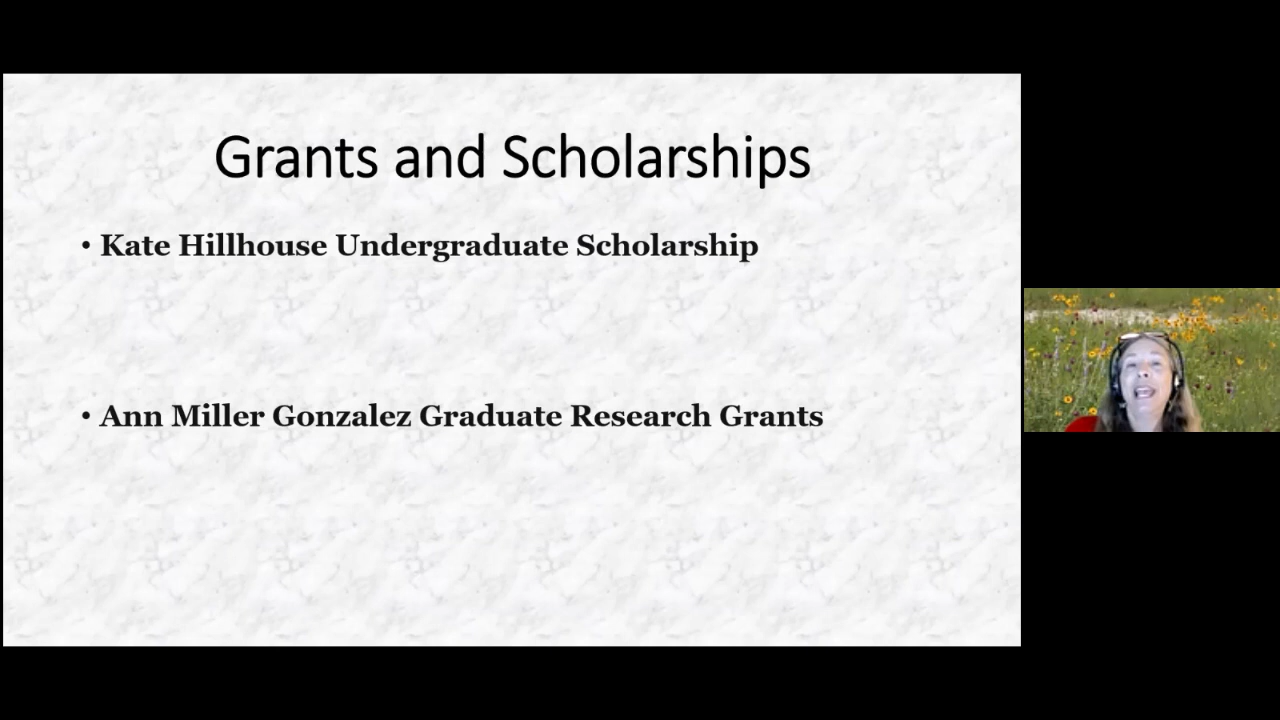 Grants and Scholarships
• Kate Hillhouse Undergraduate Scholarship
• Ann Miller Gonzalez Graduate Research Grants